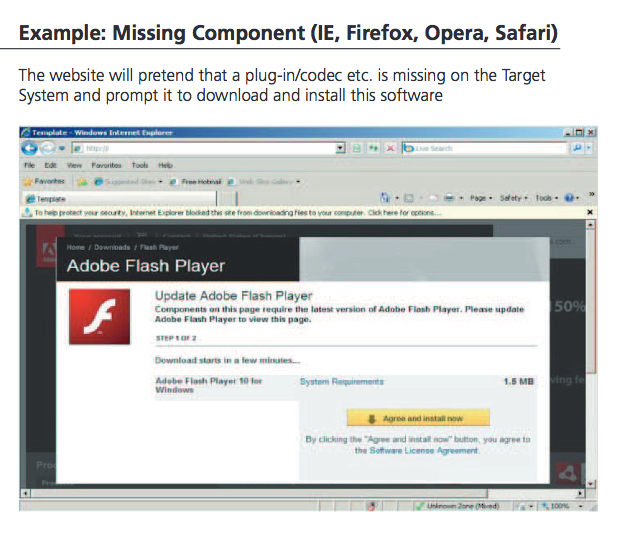 Example: Missing Component (IE, Firefox, Opera, Safari)
The website will pretend that a plug-in/codec etc. is missing on the Target
System and prompt it to download and install this software
Template - Windows Internet Explorer
http://
Live Search
File Edit View Favorites Tools Help
Favorites Suggested Sites Free Hotmail Web Slice Gallery
Template
Page Safety Tools
To help protect your security, Internet Explorer blocked this site from downloading files to your computer. Click here for options...
Home / Downloads / Flash Player
Adobe Flash Player
Update Adobe Flash Player
Components on this page require the latest version of Adobe Flash Player. Please update
Adobe Flash Player to view this page.
STEP 1 OF 2
Download starts in a few minutes...
Adobe Flash Player 10 for
Windows
System Requirements
1.5 MB
Agree and install now
By clicking the "Agree and install now" button, you agree to
the Software License Agreement.
50%
Unknown Zone (Mixed)
100%